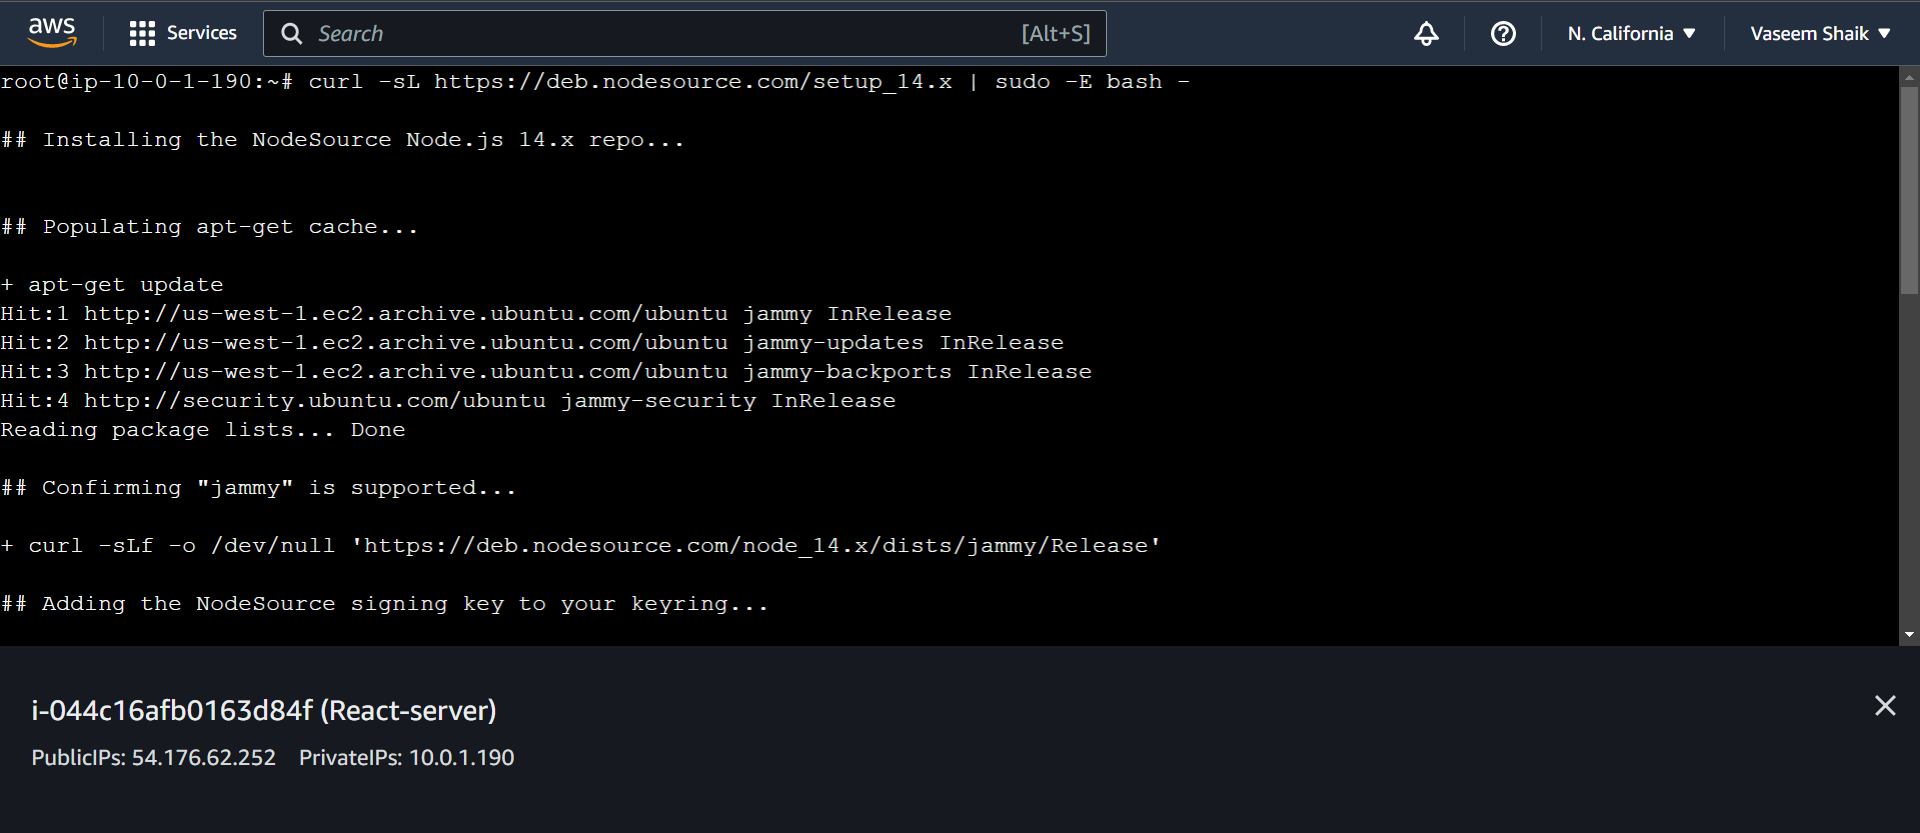 aws Services Search [Alt+S] N. California Vaseem Shaik
root@ip-10-0-1-190:~# curl -sL https://deb.nodesource.com/setup_14.x | sudo -E bash -
## Installing the NodeSource Node.js 14.x repo...
## Populating apt-get cache...
+ apt-get update
Hit:1 http://us-west-1.ec2.archive.ubuntu.com/ubuntu jammy InRelease
Hit:2 http://us-west-1.ec2.archive.ubuntu.com/ubuntu jammy-updates InRelease
Hit:3 http://us-west-1.ec2.archive.ubuntu.com/ubuntu jammy-backports InRelease
Hit:4 http://security.ubuntu.com/ubuntu jammy-security InRelease
Reading package lists... Done
## Confirming "jammy" is supported...
+ curl -sLf -o /dev/null 'https://deb.nodesource.com/node_14.x/dists/jammy/Release'
## Adding the NodeSource signing key to your keyring...
i-044c16afb0163d84f (React-server)
PublicIPs: 54.176.62.252 PrivateIPs: 10.0.1.190